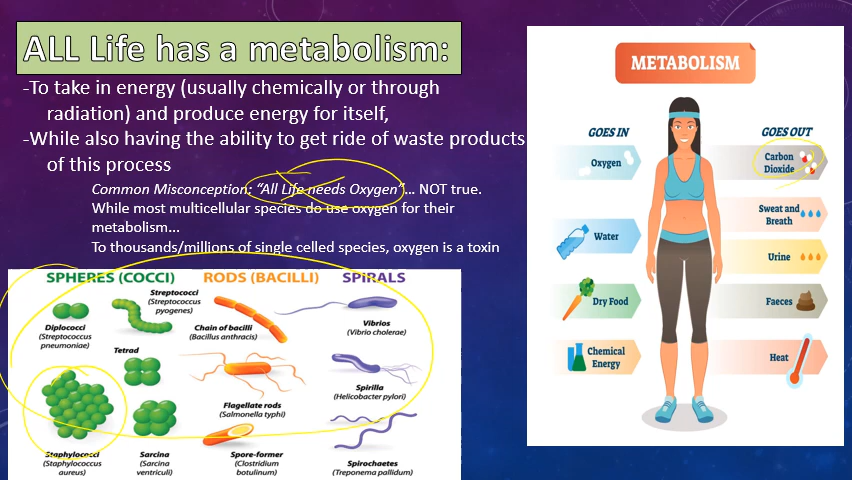 ALL Life has a metabolism:
-To take in energy (usually chemically or through
radiation) and produce energy for itself,
-While also having the ability to get ride of waste products
of this process
Common Misconception: “All Life needs Oxygen”... NOT true.
While most multicellular species do use oxygen for their
metabolism...
To thousands/millions of single celled species, oxygen is a toxin
SPHERES (COCCI)
Diplococci
(Streptococcus
pneumoniae)
Streptococci
(Streptococcus
pyogenes)
Tetrad
Staphylococci
(Staphylococcus
aureus)
Sarcina
(Sarcina
ventriculi)
RODS (BACILLI)
Chain of bacilli
(Bacillus anthracis)
Flagellate rods
(Salmonella typhi)
Spore-former
(Clostridium
botulinum)
SPIRALS
Vibrios
(Vibrio cholerae)
Spirilla
(Helicobacter pylori)
Spirochaetes
(Treponema pallidum)
METABOLISM
GOES IN
Oxygen
Water
Dry Food
Chemical
Energy
GOES OUT
Carbon
Dioxide
Sweat and
Breath
Urine
Faeces
Heat